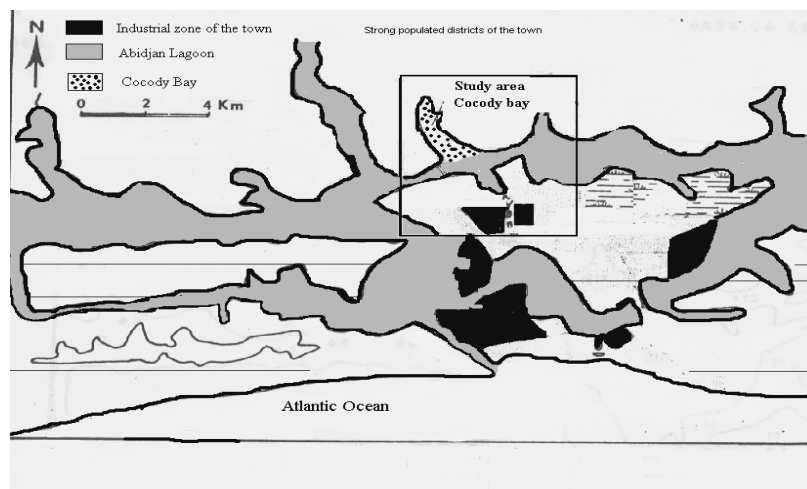 N
Industrial zone of the town
Strong populated districts of the town
Abidjan Lagoon
Cocody Bay
0 2 4 Km
Study area
Cocody bay
Atlantic Ocean